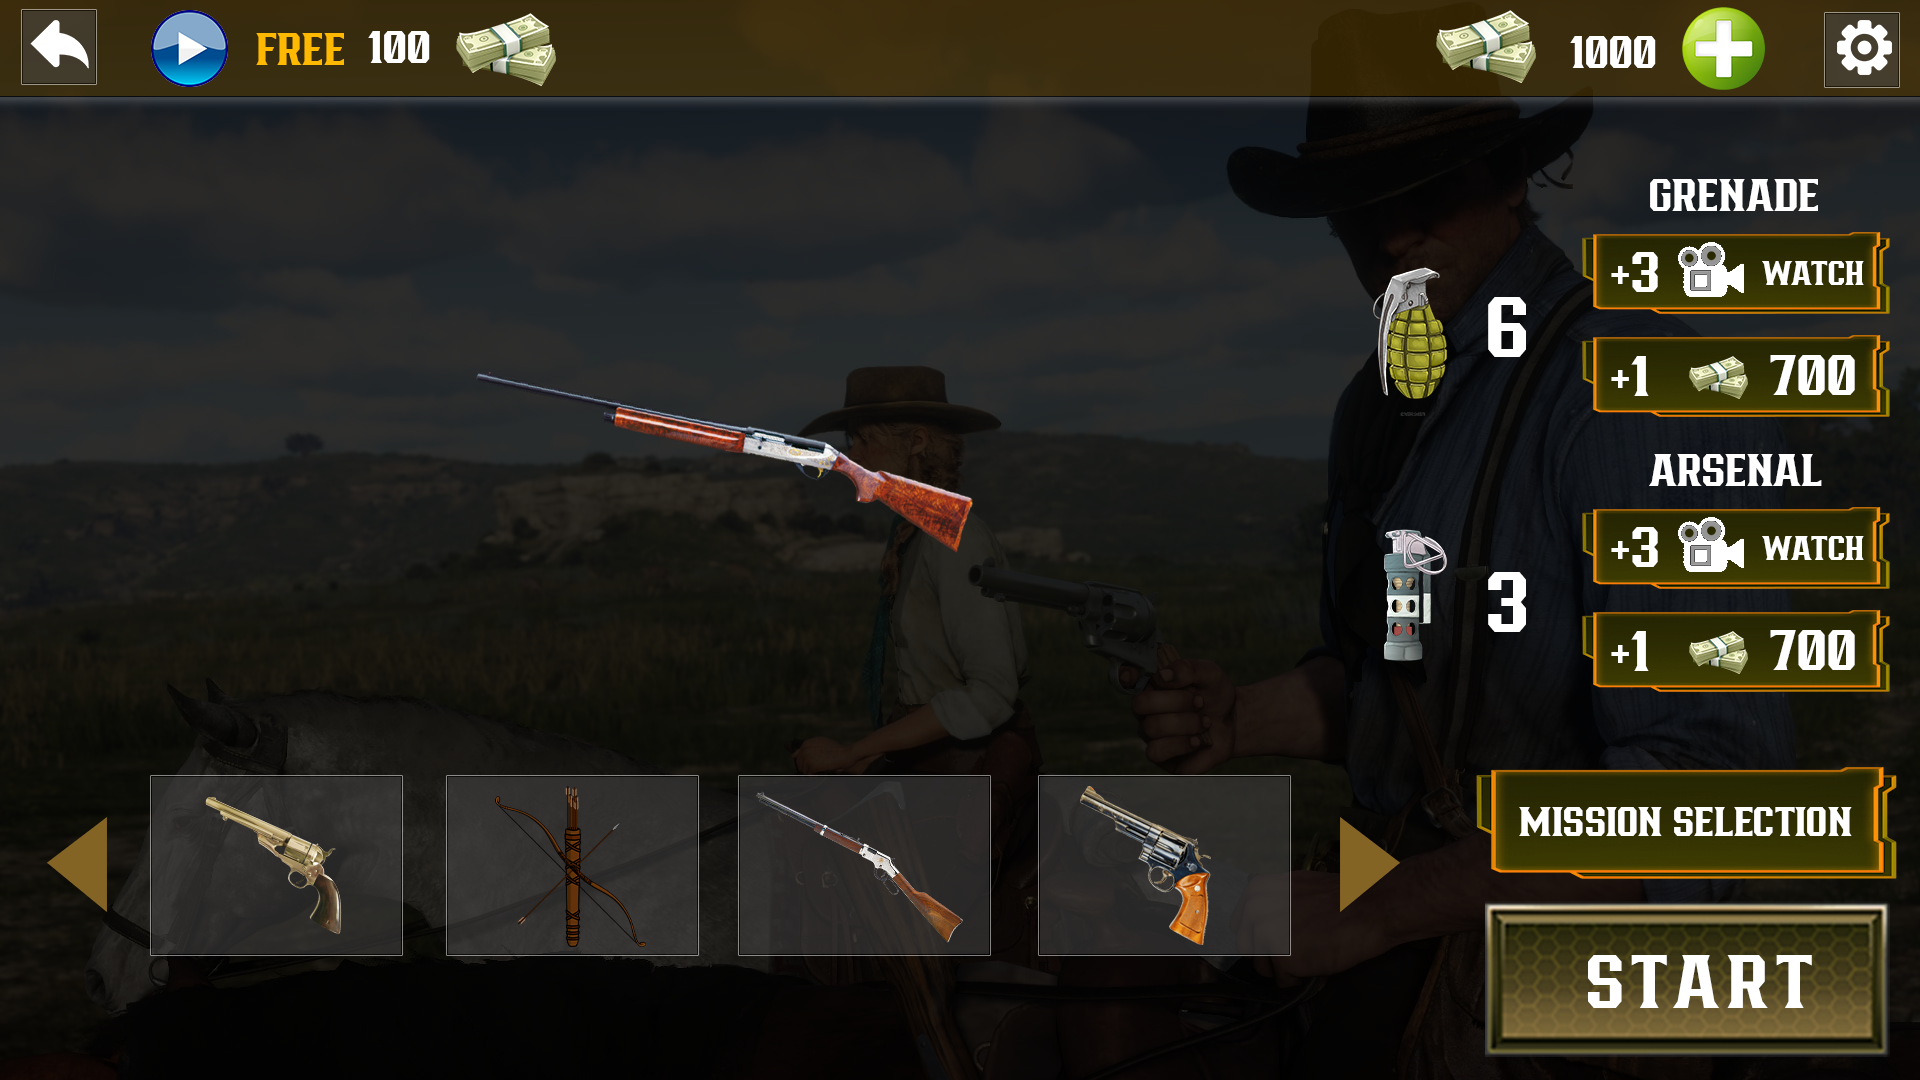 FREE 100
1000
GRENADE
+3 WATCH
6
+1 700
ARSENAL
+3 WATCH
3
+1 700
MISSION SELECTION
START